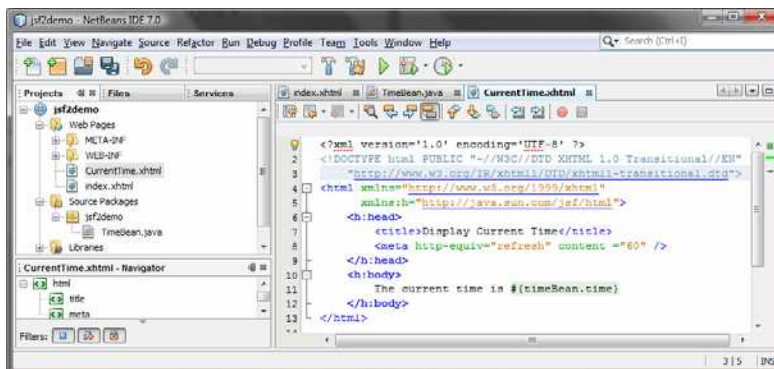 jsf2demo - NetBeans IDE 7.0
File Edit View Navigate Source Refactor Run Debug Profile Team Tools Window Help
Search (Ctrl+I)
Projects Files Services
index.xhtml TimeBean.java CurrentTime.xhtml
jsf2demo
Web Pages
META-INF
WEB-INF
CurrentTime.xhtml
index.xhtml
Source Packages
jsf2demo
TimeBean.java
Libraries
CurrentTime.xhtml - Navigator
html
title
meta
Filters:
<?xml version='1.0' encoding='UTF-8' ?>
2 <!DOCTYPE html PUBLIC "-//W3C//DTD XHTML 1.0 Transitional//EN"
3 "http://www.w3.org/TR/xhtml1/DTD/xhtml1-transitional.dtd">
4 <html xmlns="http://www.w3.org/1999/xhtml"
5 xmlns:h="http://java.sun.com/jsf/html">
6 <h:head>
7 <title>Display Current Time</title>
8 <meta http-equiv="refresh" content ="60" />
9 </h:head>
10 <h:body>
11 The current time is #{timeBean.time}
12 </h:body>
13 </html>
3|5 INS